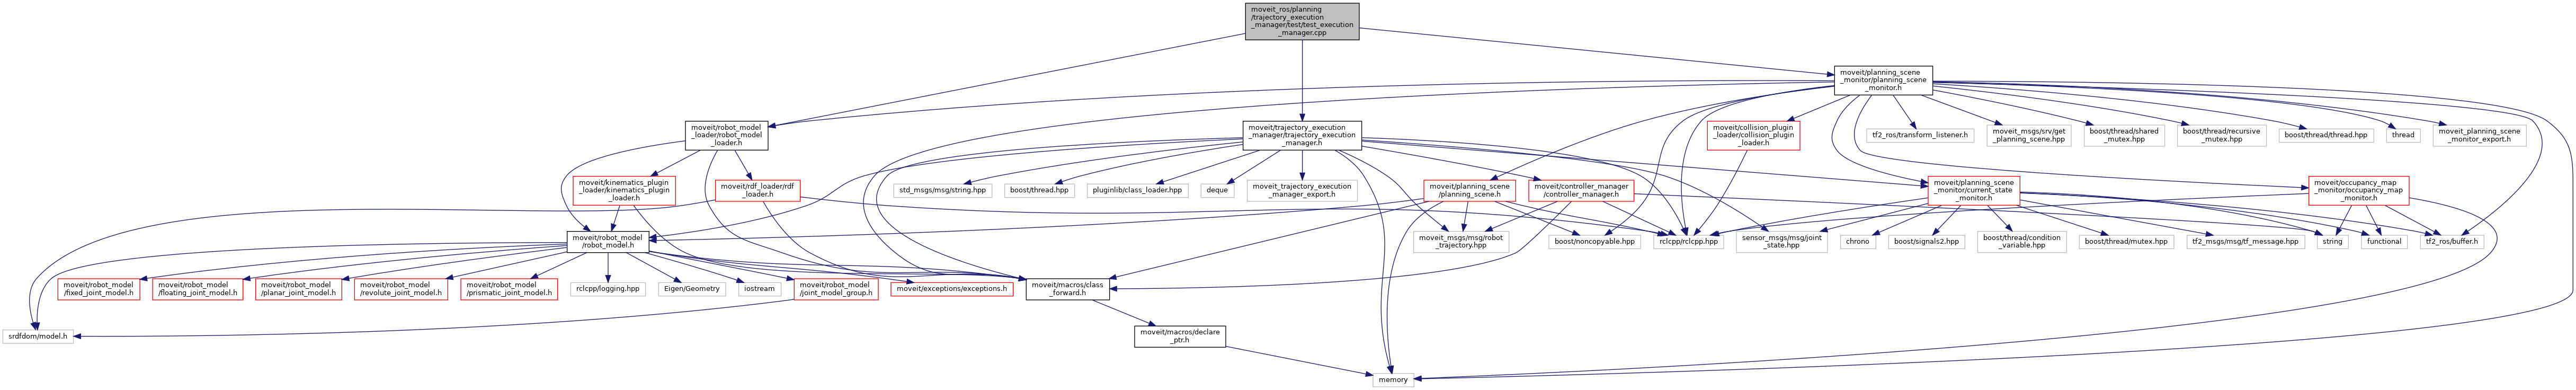 moveit_ros/planning
/trajectory_execution
_manager/test/test_execution
_manager.cpp
moveit/planning_scene
_monitor/planning_scene
_monitor.h
moveit/robot_model
_loader/robot_model
_loader.h
moveit/trajectory_execution
_manager/trajectory_execution
_manager.h
moveit/collision_plugin
_loader/collision_plugin
_loader.h
tf2_ros/transform_listener.h
moveit_msgs/srv/get
_planning_scene.hpp
boost/thread/shared
_mutex.hpp
boost/thread/recursive
_mutex.hpp
boost/thread/thread.hpp
thread
moveit_planning_scene
_monitor_export.h
moveit/kinematics_plugin
_loader/kinematics_plugin
_loader.h
moveit/rdf_loader/rdf
_loader.h
std_msgs/msg/string.hpp
boost/thread.hpp
pluginlib/class_loader.hpp
deque
moveit_trajectory_execution
_manager_export.h
moveit/planning_scene
/planning_scene.h
moveit/controller_manager
/controller_manager.h
moveit/planning_scene
_monitor/current_state
_monitor.h
moveit/occupancy_map
_monitor/occupancy_map
_monitor.h
moveit/robot_model
/robot_model.h
moveit_msgs/msg/robot
_trajectory.hpp
boost/noncopyable.hpp
rclcpp/rclcpp.hpp
sensor_msgs/msg/joint
_state.hpp
chrono
boost/signals2.hpp
boost/thread/condition
_variable.hpp
boost/thread/mutex.hpp
tf2_msgs/msg/tf_message.hpp
string
functional
tf2_ros/buffer.h
moveit/robot_model
/fixed_joint_model.h
moveit/robot_model
/floating_joint_model.h
moveit/robot_model
/planar_joint_model.h
moveit/robot_model
/revolute_joint_model.h
moveit/robot_model
/prismatic_joint_model.h
rclcpp/logging.hpp
Eigen/Geometry
iostream
moveit/robot_model
/joint_model_group.h
moveit/exceptions/exceptions.h
moveit/macros/class
_forward.h
srdfdom/model.h
moveit/macros/declare
_ptr.h
memory